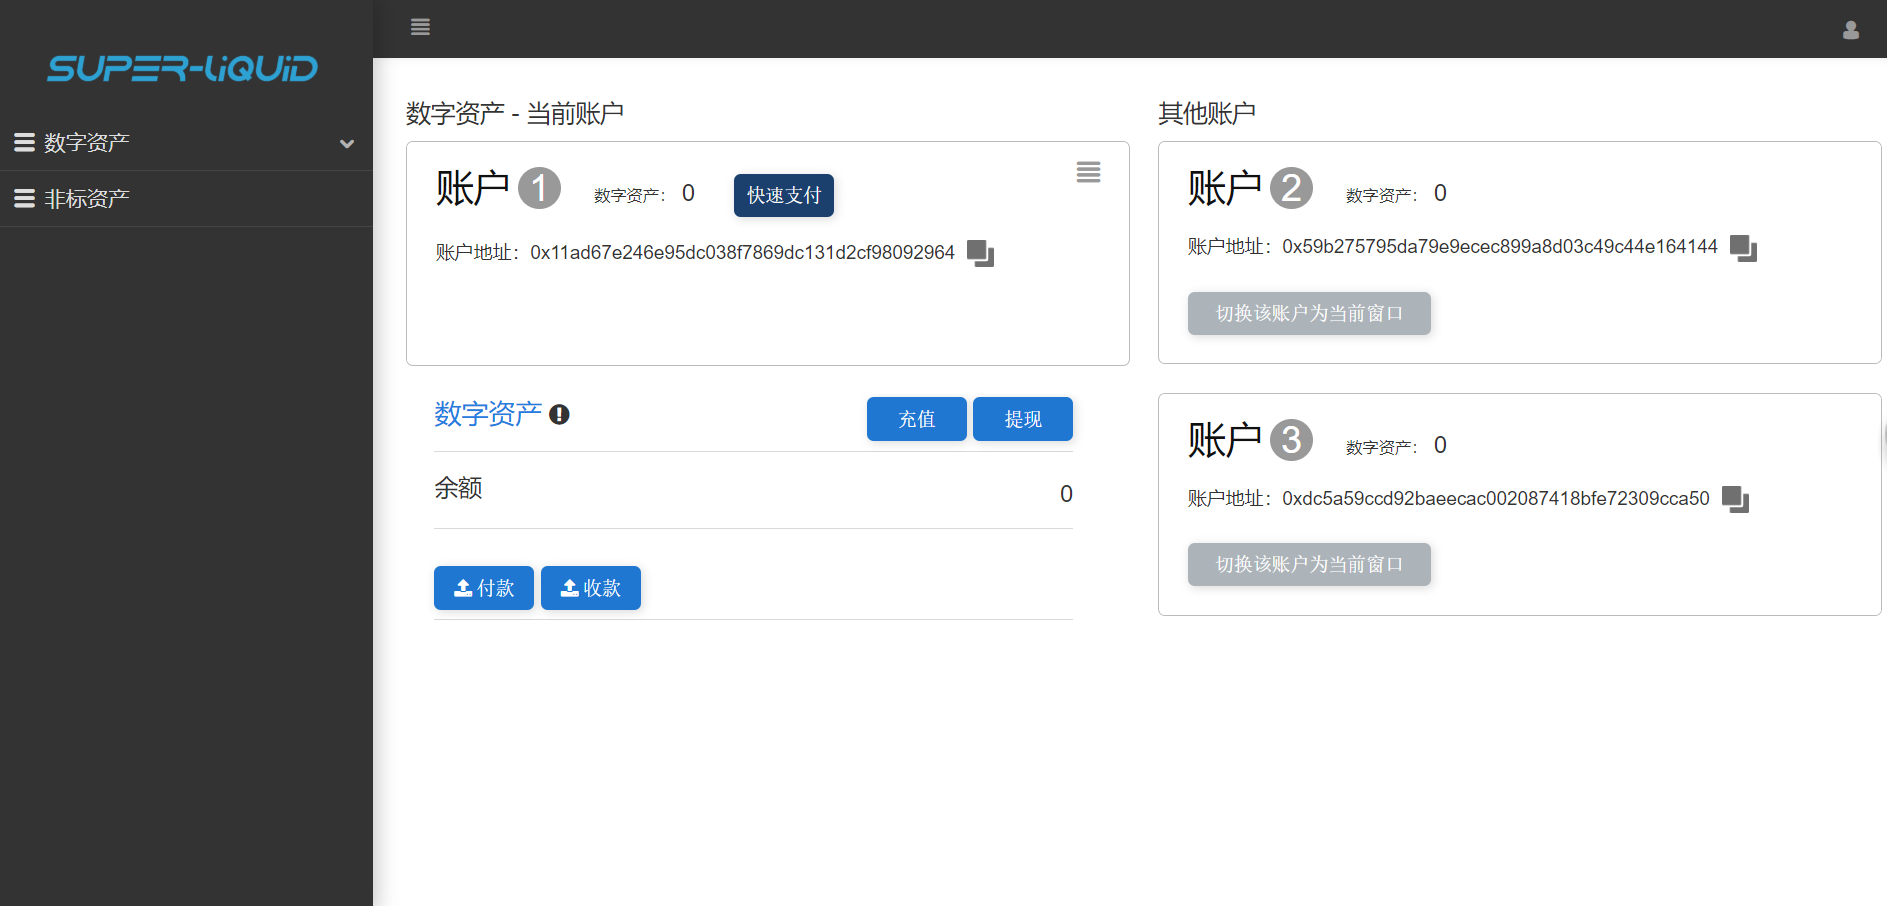 SUPER-LiQUiD
数字资产
非标资产
数字资产 - 当前账户
账户 1 数字资产： 0 快速支付
账户地址：0x11ad67e246e95dc038f7869dc131d2cf98092964
数字资产 充值 提现
余额 0
付款 收款
其他账户
账户 2 数字资产： 0
账户地址：0x59b275795da79e9ecec899a8d03c49c44e164144
切换该账户为当前窗口
账户 3 数字资产： 0
账户地址：0xdc5a59ccd92baeecac002087418bfe72309cca50
切换该账户为当前窗口